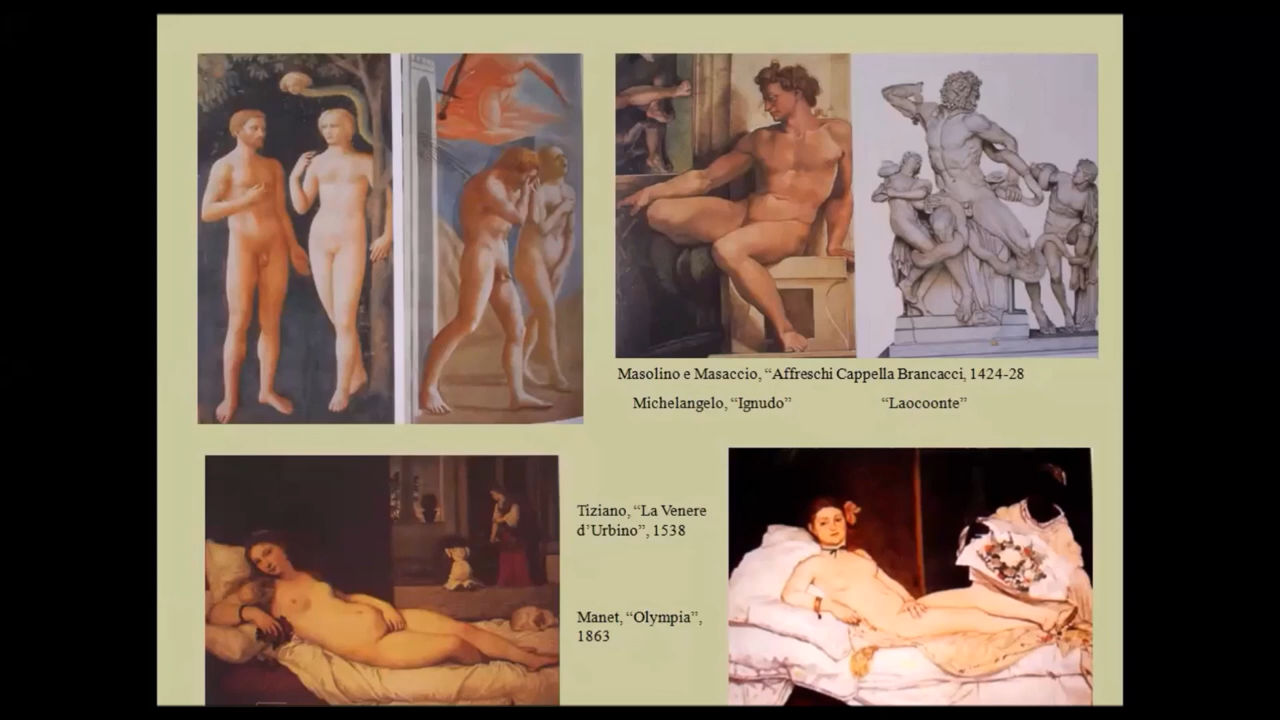 Masolino e Masaccio, “Affreschi Cappella Brancacci, 1424-28
Michelangelo, “Ignudo” “Laocoonte”
Tiziano, “La Venere
d’Urbino”, 1538
Manet, “Olympia”,
1863